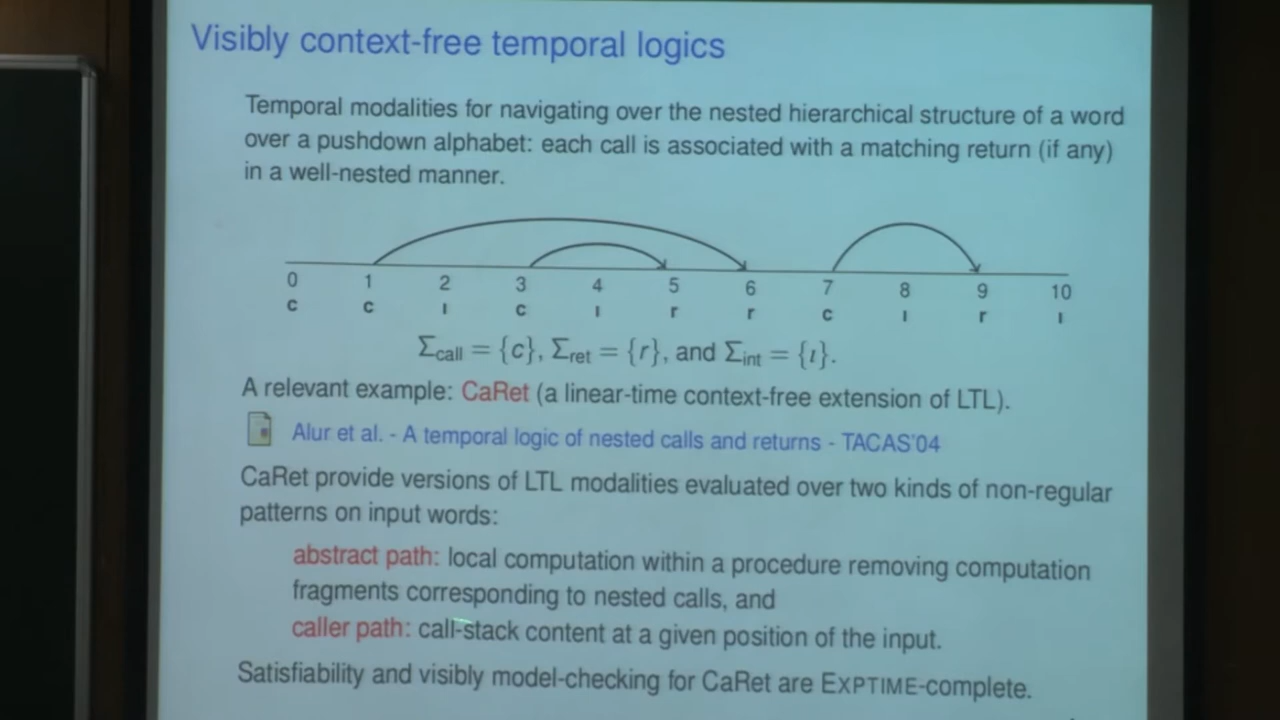 Visibly context-free temporal logics
Temporal modalities for navigating over the nested hierarchical structure of a word
over a pushdown alphabet: each call is associated with a matching return (if any)
in a well-nested manner.
0 1 2 3 4 5 6 7 8 9 10
c c ı c ı r r c ı r ı
Σcall = {c}, Σret = {r}, and Σint = {ı}.
A relevant example: CaRet (a linear-time context-free extension of LTL).
Alur et al. - A temporal logic of nested calls and returns - TACAS'04
CaRet provide versions of LTL modalities evaluated over two kinds of non-regular
patterns on input words:
abstract path: local computation within a procedure removing computation
fragments corresponding to nested calls, and
caller path: call-stack content at a given position of the input.
Satisfiability and visibly model-checking for CaRet are EXPTIME-complete.